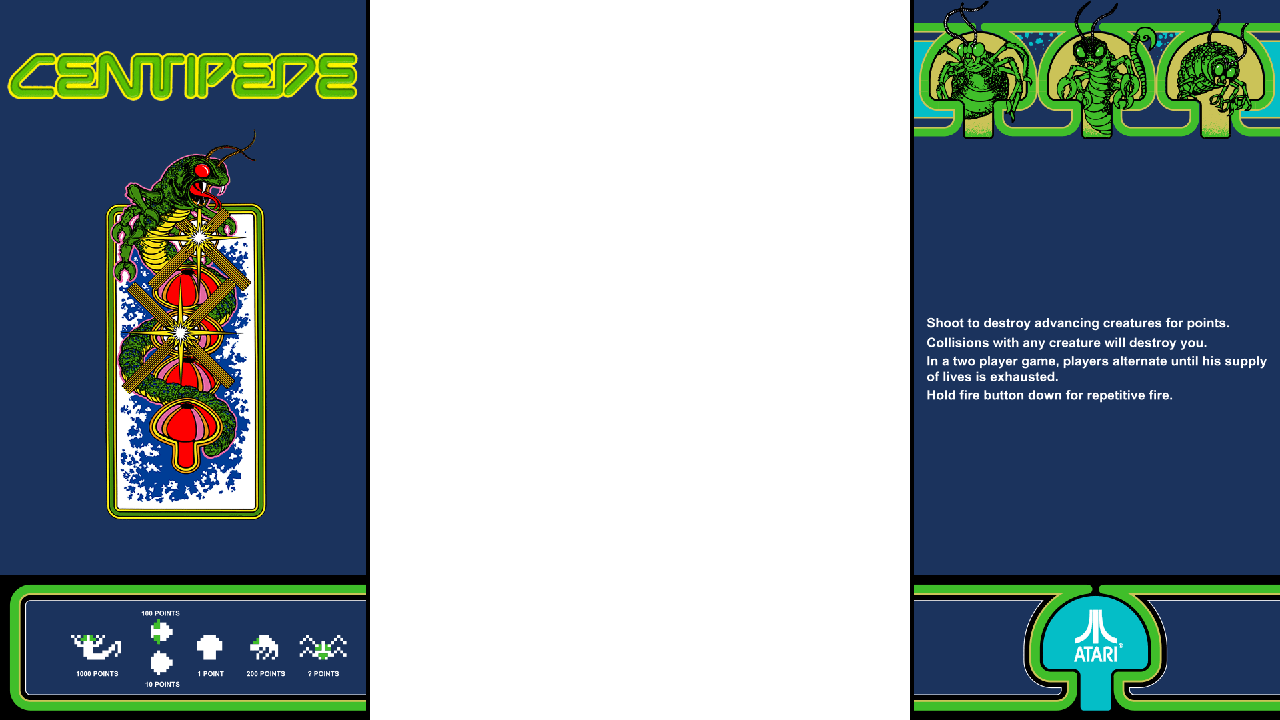 CENTIPEDE
100 POINTS
1000 POINTS
10 POINTS
1 POINT
200 POINTS
? POINTS
Shoot to destroy advancing creatures for points.
Collisions with any creature will destroy you.
In a two player game, players alternate until his supply
of lives is exhausted.
Hold fire button down for repetitive fire.
ATARI®